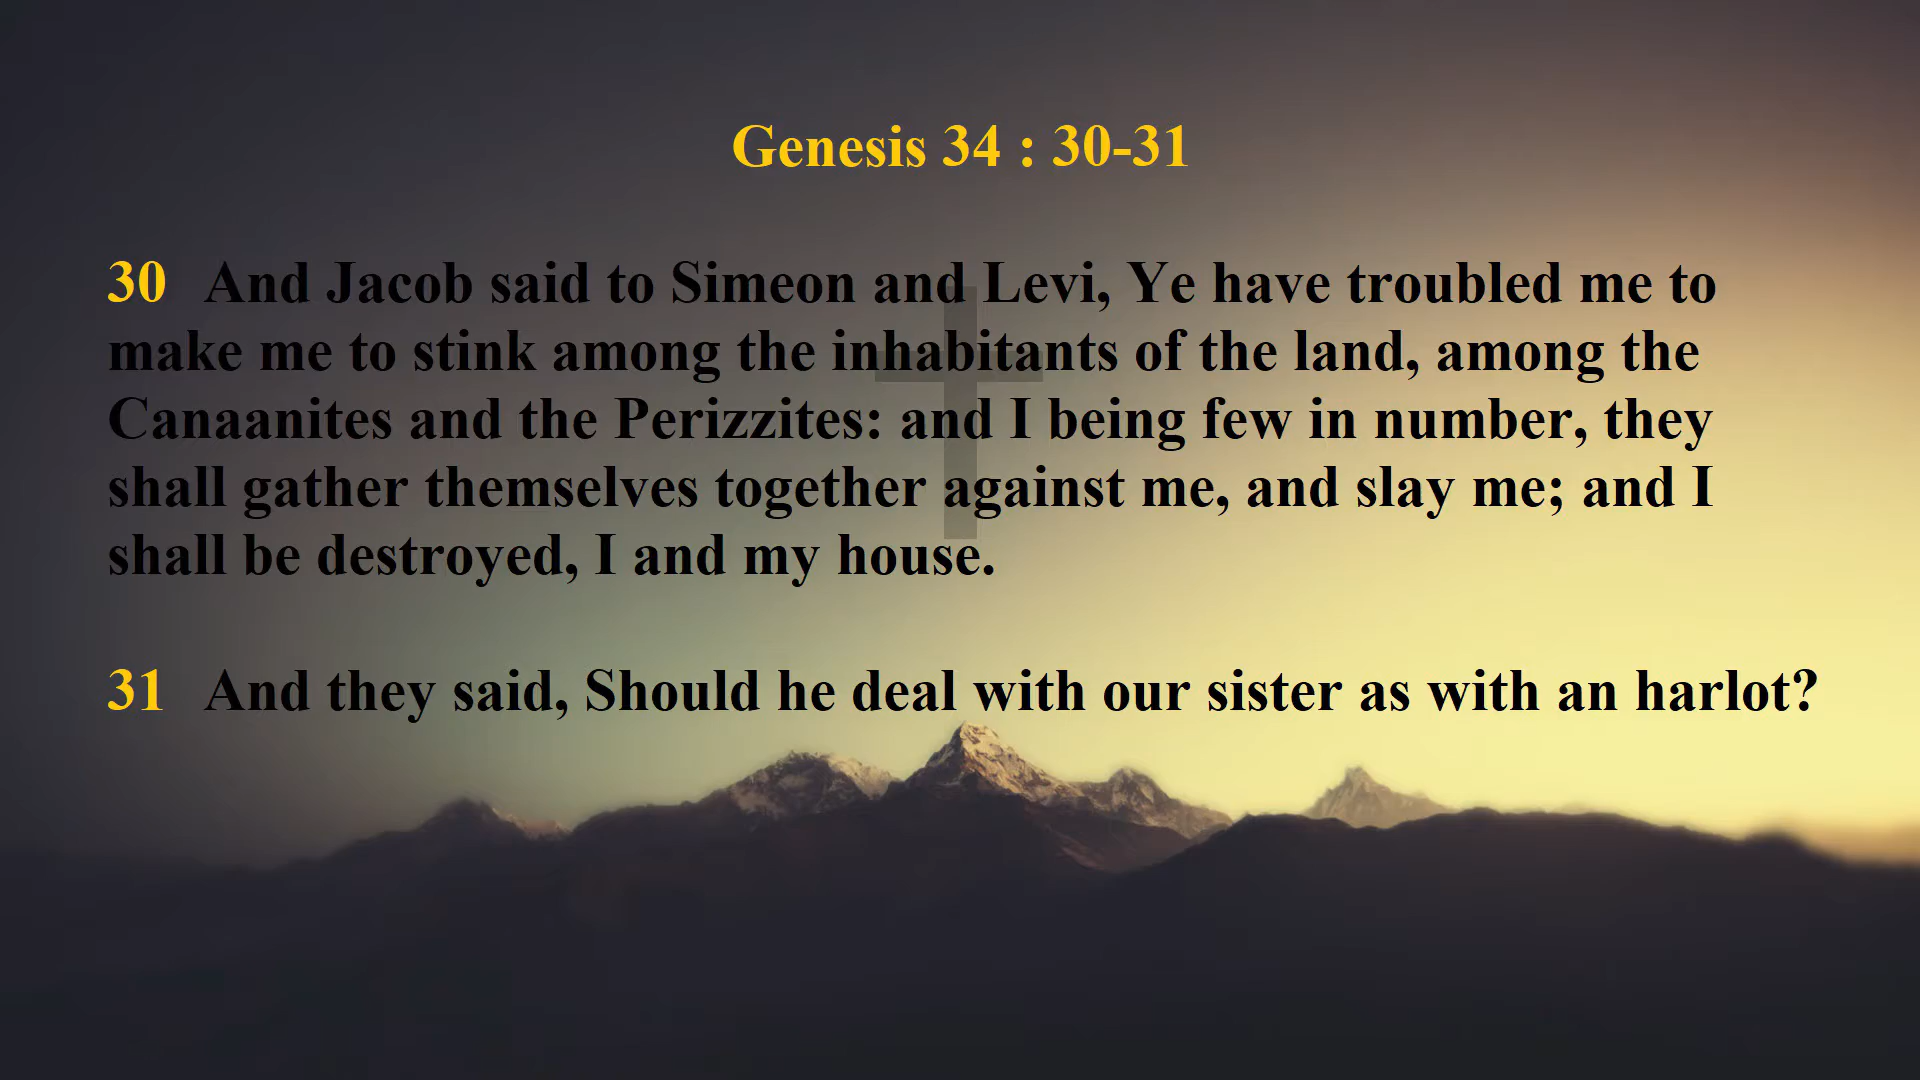 Genesis 34 : 30-31
30 And Jacob said to Simeon and Levi, Ye have troubled me to
make me to stink among the inhabitants of the land, among the
Canaanites and the Perizzites: and I being few in number, they
shall gather themselves together against me, and slay me; and I
shall be destroyed, I and my house.
31 And they said, Should he deal with our sister as with an harlot?